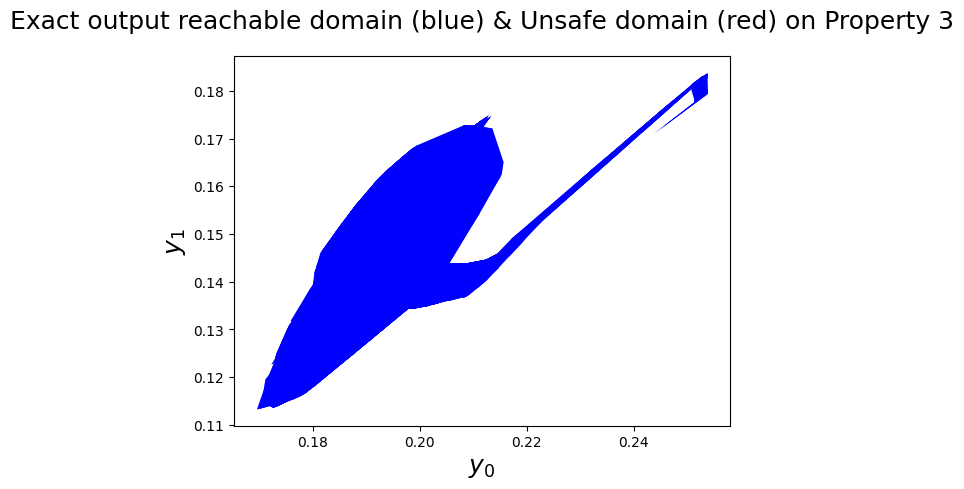 Exact output reachable domain (blue) & Unsafe domain (red) on Property 3
0.18
0.17
0.16
0.15
0.14
0.13
0.12
0.11
y₁
0.18 0.20 0.22 0.24
y₀